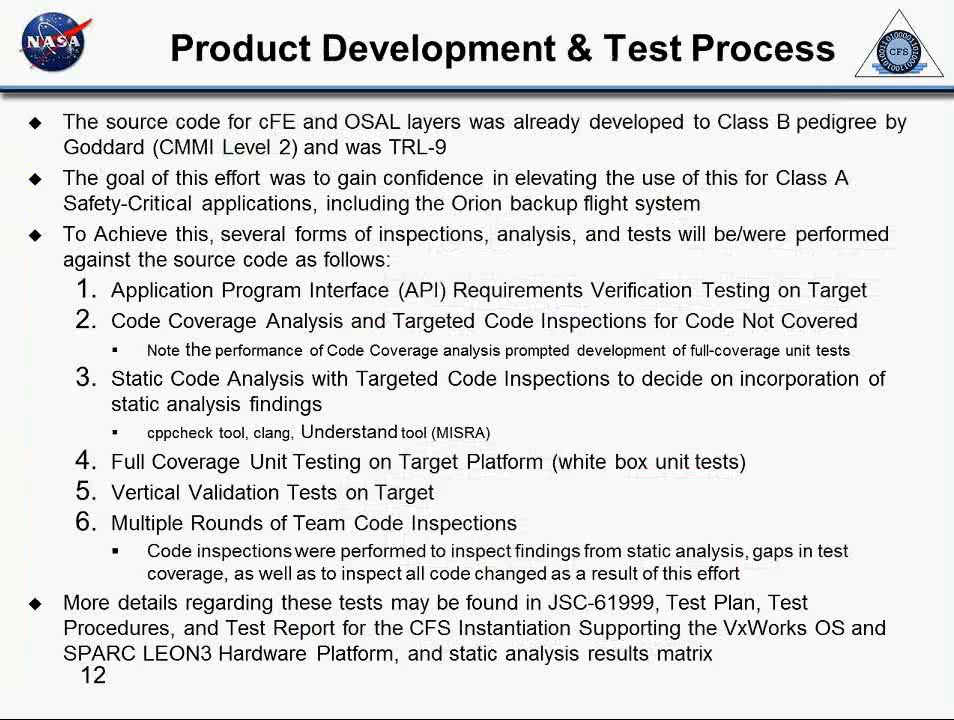 NASA
Product Development & Test Process
CFS
◆ The source code for cFE and OSAL layers was already developed to Class B pedigree by
Goddard (CMMI Level 2) and was TRL-9
◆ The goal of this effort was to gain confidence in elevating the use of this for Class A
Safety-Critical applications, including the Orion backup flight system
◆ To Achieve this, several forms of inspections, analysis, and tests will be/were performed
against the source code as follows:
1. Application Program Interface (API) Requirements Verification Testing on Target
2. Code Coverage Analysis and Targeted Code Inspections for Code Not Covered
▪ Note the performance of Code Coverage analysis prompted development of full-coverage unit tests
3. Static Code Analysis with Targeted Code Inspections to decide on incorporation of
static analysis findings
▪ cppcheck tool, clang, Understand tool (MISRA)
4. Full Coverage Unit Testing on Target Platform (white box unit tests)
5. Vertical Validation Tests on Target
6. Multiple Rounds of Team Code Inspections
▪ Code inspections were performed to inspect findings from static analysis, gaps in test
coverage, as well as to inspect all code changed as a result of this effort
◆ More details regarding these tests may be found in JSC-61999, Test Plan, Test
Procedures, and Test Report for the CFS Instantiation Supporting the VxWorks OS and
SPARC LEON3 Hardware Platform, and static analysis results matrix
12